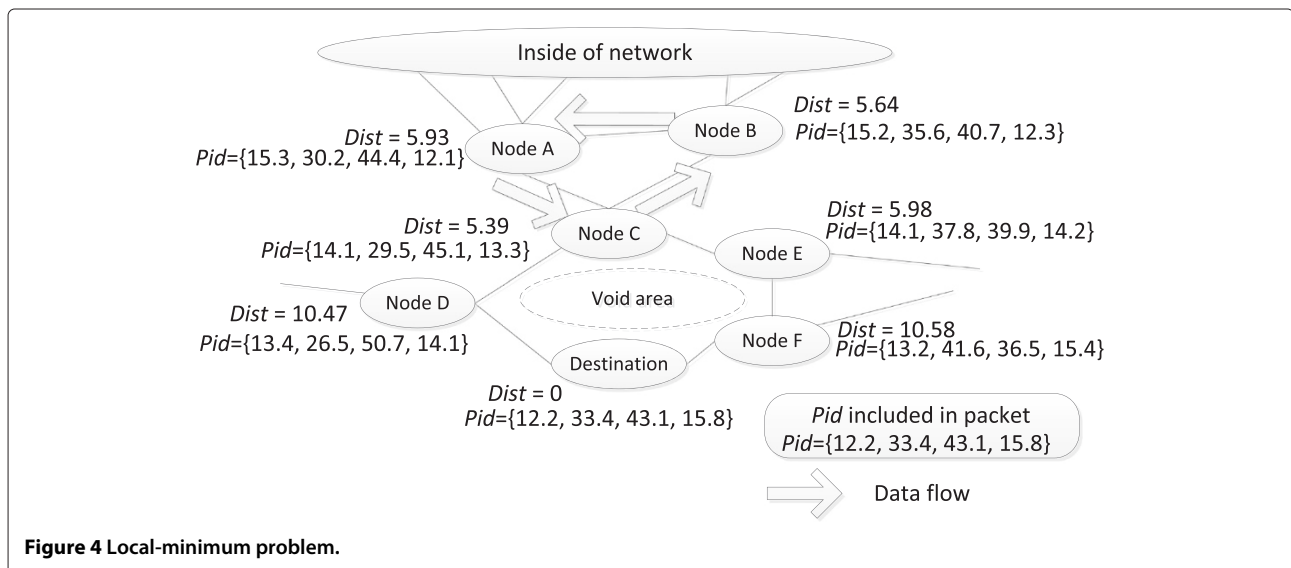 Inside of network
Dist = 5.64
Node B
Pid={15.2, 35.6, 40.7, 12.3}
Dist = 5.93
Node A
Pid={15.3, 30.2, 44.4, 12.1}
Dist = 5.98
Dist = 5.39
Node C
Pid={14.1, 37.8, 39.9, 14.2}
Pid={14.1, 29.5, 45.1, 13.3}
Node E
Node D
Void area
Dist = 10.47
Pid={13.4, 26.5, 50.7, 14.1}
Node F
Dist = 10.58
Pid={13.2, 41.6, 36.5, 15.4}
Destination
Dist = 0
Pid={12.2, 33.4, 43.1, 15.8}
Pid included in packet
Pid={12.2, 33.4, 43.1, 15.8}
Data flow
Figure 4 Local-minimum problem.